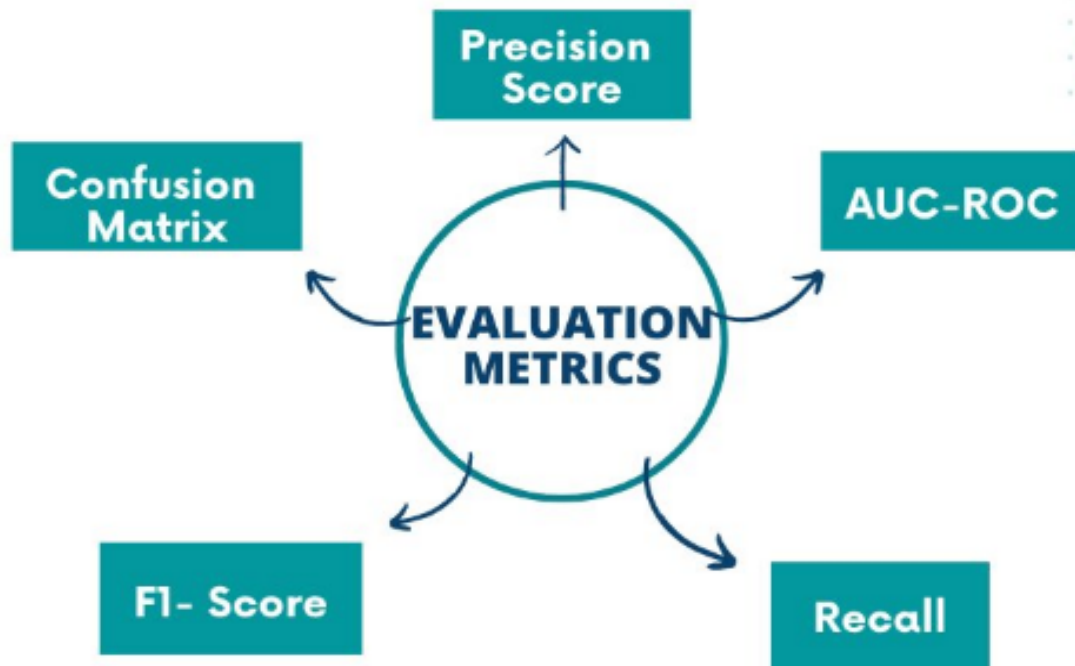 Precision
Score
Confusion
Matrix
AUC-ROC
EVALUATION
METRICS
F1- Score
Recall